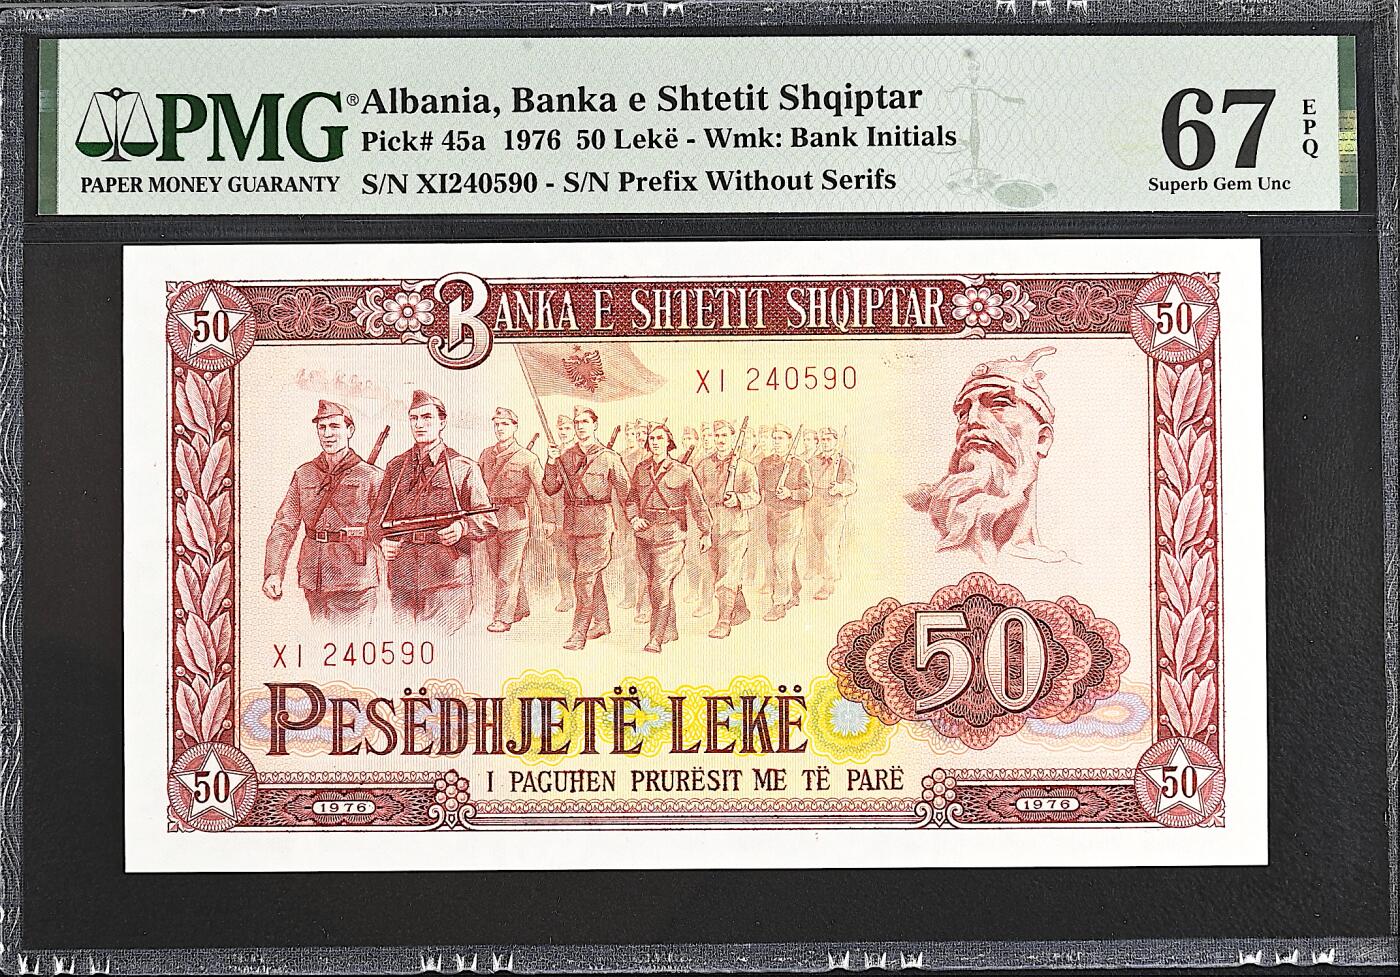 PMG®
PAPER MONEY GUARANTY
Albania, Banka e Shtetit Shqiptar
Pick# 45a 1976 50 Lekë - Wmk: Bank Initials
S/N XI240590 - S/N Prefix Without Serifs
67
EPQ
Superb Gem Unc
50
BANKA E SHTETIT SHQIPTAR
50
XI 240590
XI 240590
50
PESËDHJETË LEKË
I PAGUHEN PRURËSIT ME TË PARË
50
1976
1976
50